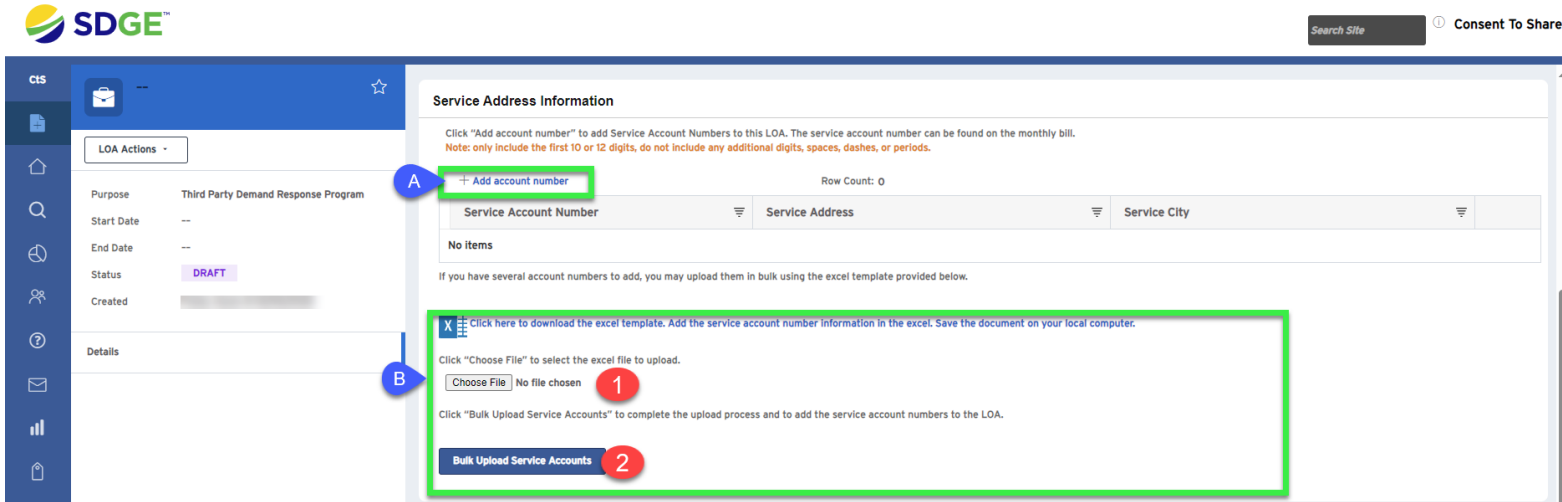 SDGE™
Search Site
Consent To Share
cts
--
LOA Actions
Purpose Third Party Demand Response Program
Start Date --
End Date --
Status DRAFT
Created
Details
Service Address Information
Click "Add account number" to add Service Account Numbers to this LOA. The service account number can be found on the monthly bill.
Note: only include the first 10 or 12 digits, do not include any additional digits, spaces, dashes, or periods.
A
+ Add account number Row Count: 0
Service Account Number Service Address Service City
No items
If you have several account numbers to add, you may upload them in bulk using the excel template provided below.
X Click here to download the excel template. Add the service account number information in the excel. Save the document on your local computer.
Click "Choose File" to select the excel file to upload.
B
Choose File No file chosen 1
Click "Bulk Upload Service Accounts" to complete the upload process and to add the service account numbers to the LOA.
Bulk Upload Service Accounts 2